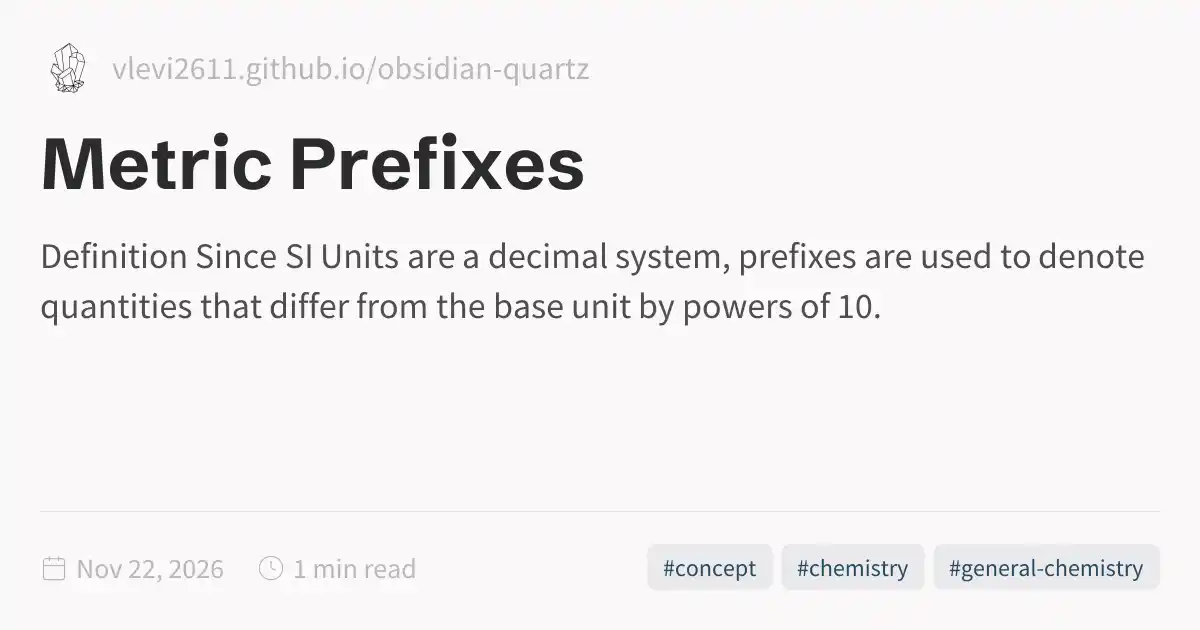 vlevi2611.github.io/obsidian-quartz
Metric Prefixes
Definition Since SI Units are a decimal system, prefixes are used to denote
quantities that differ from the base unit by powers of 10.
Nov 22, 2026 1 min read #concept #chemistry #general-chemistry